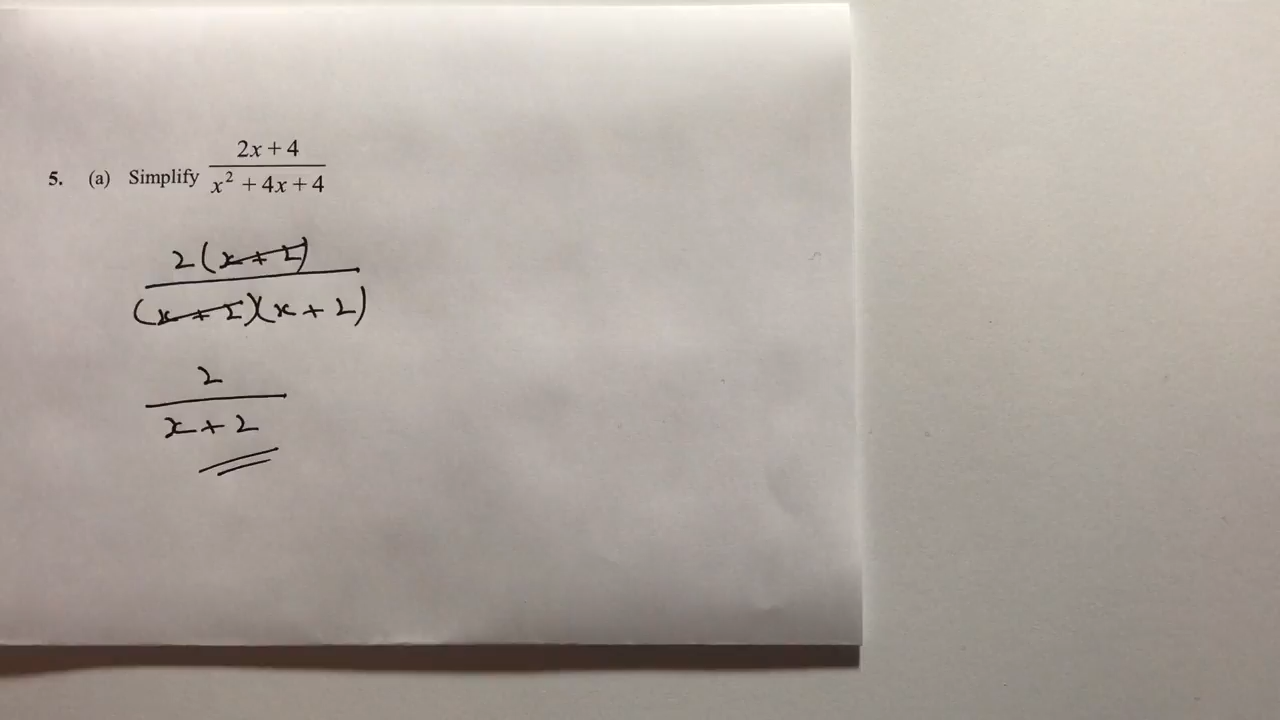 5. (a) Simplify (2x + 4)/(x² + 4x + 4)
2(x + 2)
(x + 2)(x + 2)
2
x + 2